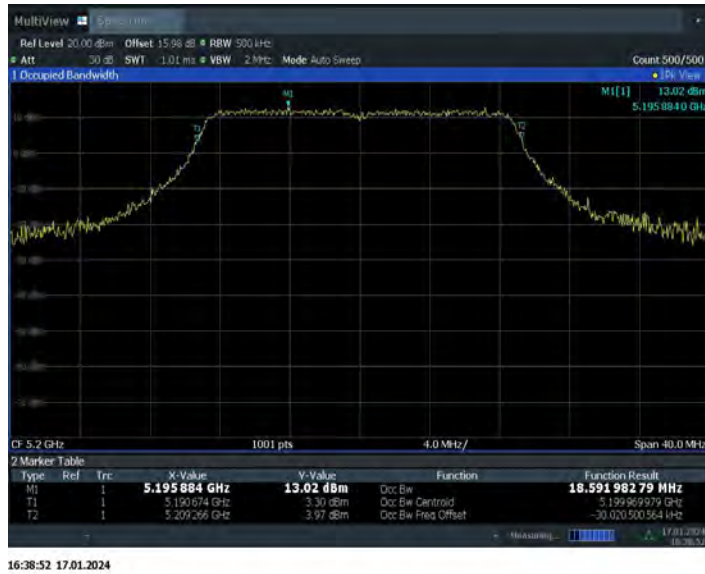 MultiView
Ref Level 20.00 dBm Offset 15.98 dB RBW 500 kHz
Att 30 dB SWT 1.01 ms VBW 2 MHz Mode Auto Sweep Count 500/500
1 Occupied Bandwidth 1Pk View
M1[1] 13.02 dBm
5.195 884 0 GHz
M1
T1
T2
CF 5.2 GHz 1001 pts 4.0 MHz/ Span 40.0 MHz
2 Marker Table
Type Ref Trc X-Value Y-Value Function Function Result
M1 1 5.195 884 GHz 13.02 dBm Occ Bw 18.591 982 79 MHz
T1 1 5.190 674 GHz 3.30 dBm Occ Bw Centroid 5.199 969 979 GHz
T2 1 5.209 266 GHz 3.97 dBm Occ Bw Freq Offset -30.020 500 564 kHz
Measuring... 17.01.2024
16:38:52
16:38:52 17.01.2024